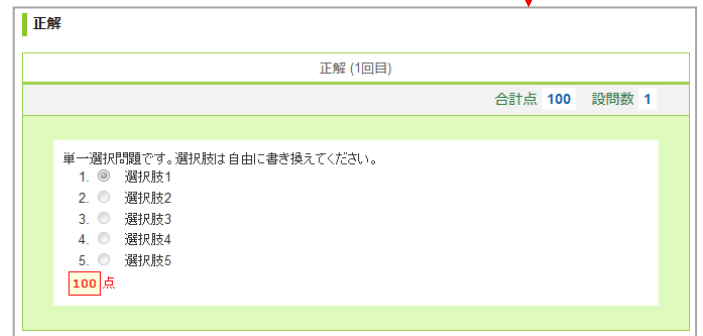 正解
正解 (1回目)
合計点 100 設問数 1
単一選択問題です。選択肢は自由に書き換えてください。
1. 選択肢1
2. 選択肢2
3. 選択肢3
4. 選択肢4
5. 選択肢5
100 点